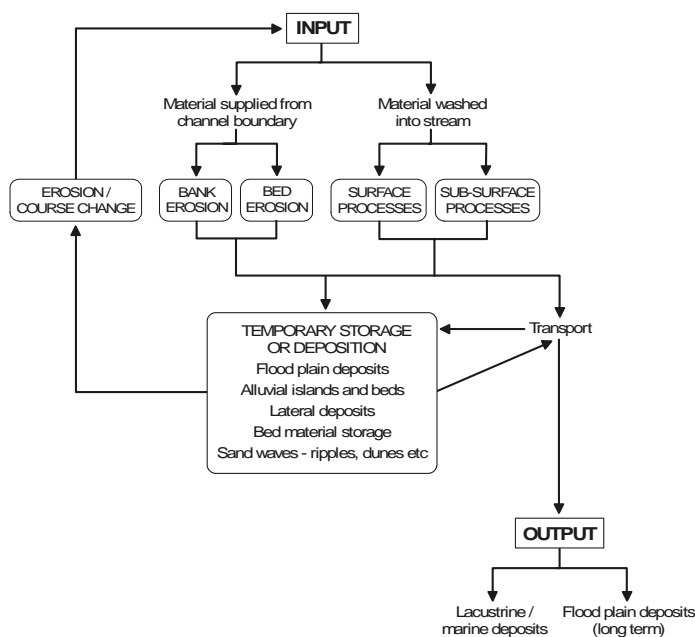 INPUT
Material supplied from
channel boundary
Material washed
into stream
EROSION /
COURSE CHANGE
BANK
EROSION
BED
EROSION
SURFACE
PROCESSES
SUB-SURFACE
PROCESSES
TEMPORARY STORAGE
OR DEPOSITION
Flood plain deposits
Alluvial islands and beds
Lateral deposits
Bed material storage
Sand waves - ripples, dunes etc
Transport
OUTPUT
Lacustrine /
marine deposits
Flood plain deposits
(long term)